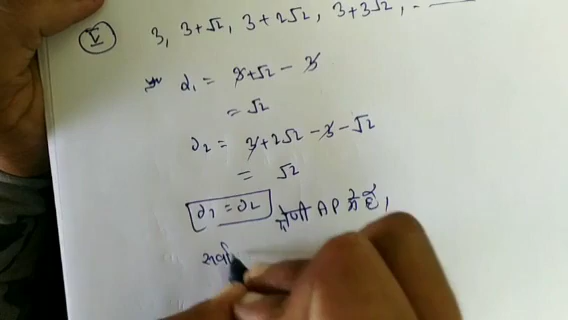 V 3, 3+√2, 3+2√2, 3+3√2, . —
d₁ = 3+√2 - 3
= √2
d₂ = 3+2√2-3-√2
= √2
d₁ = d₂ श्रेणी AP में है,
सर्वा